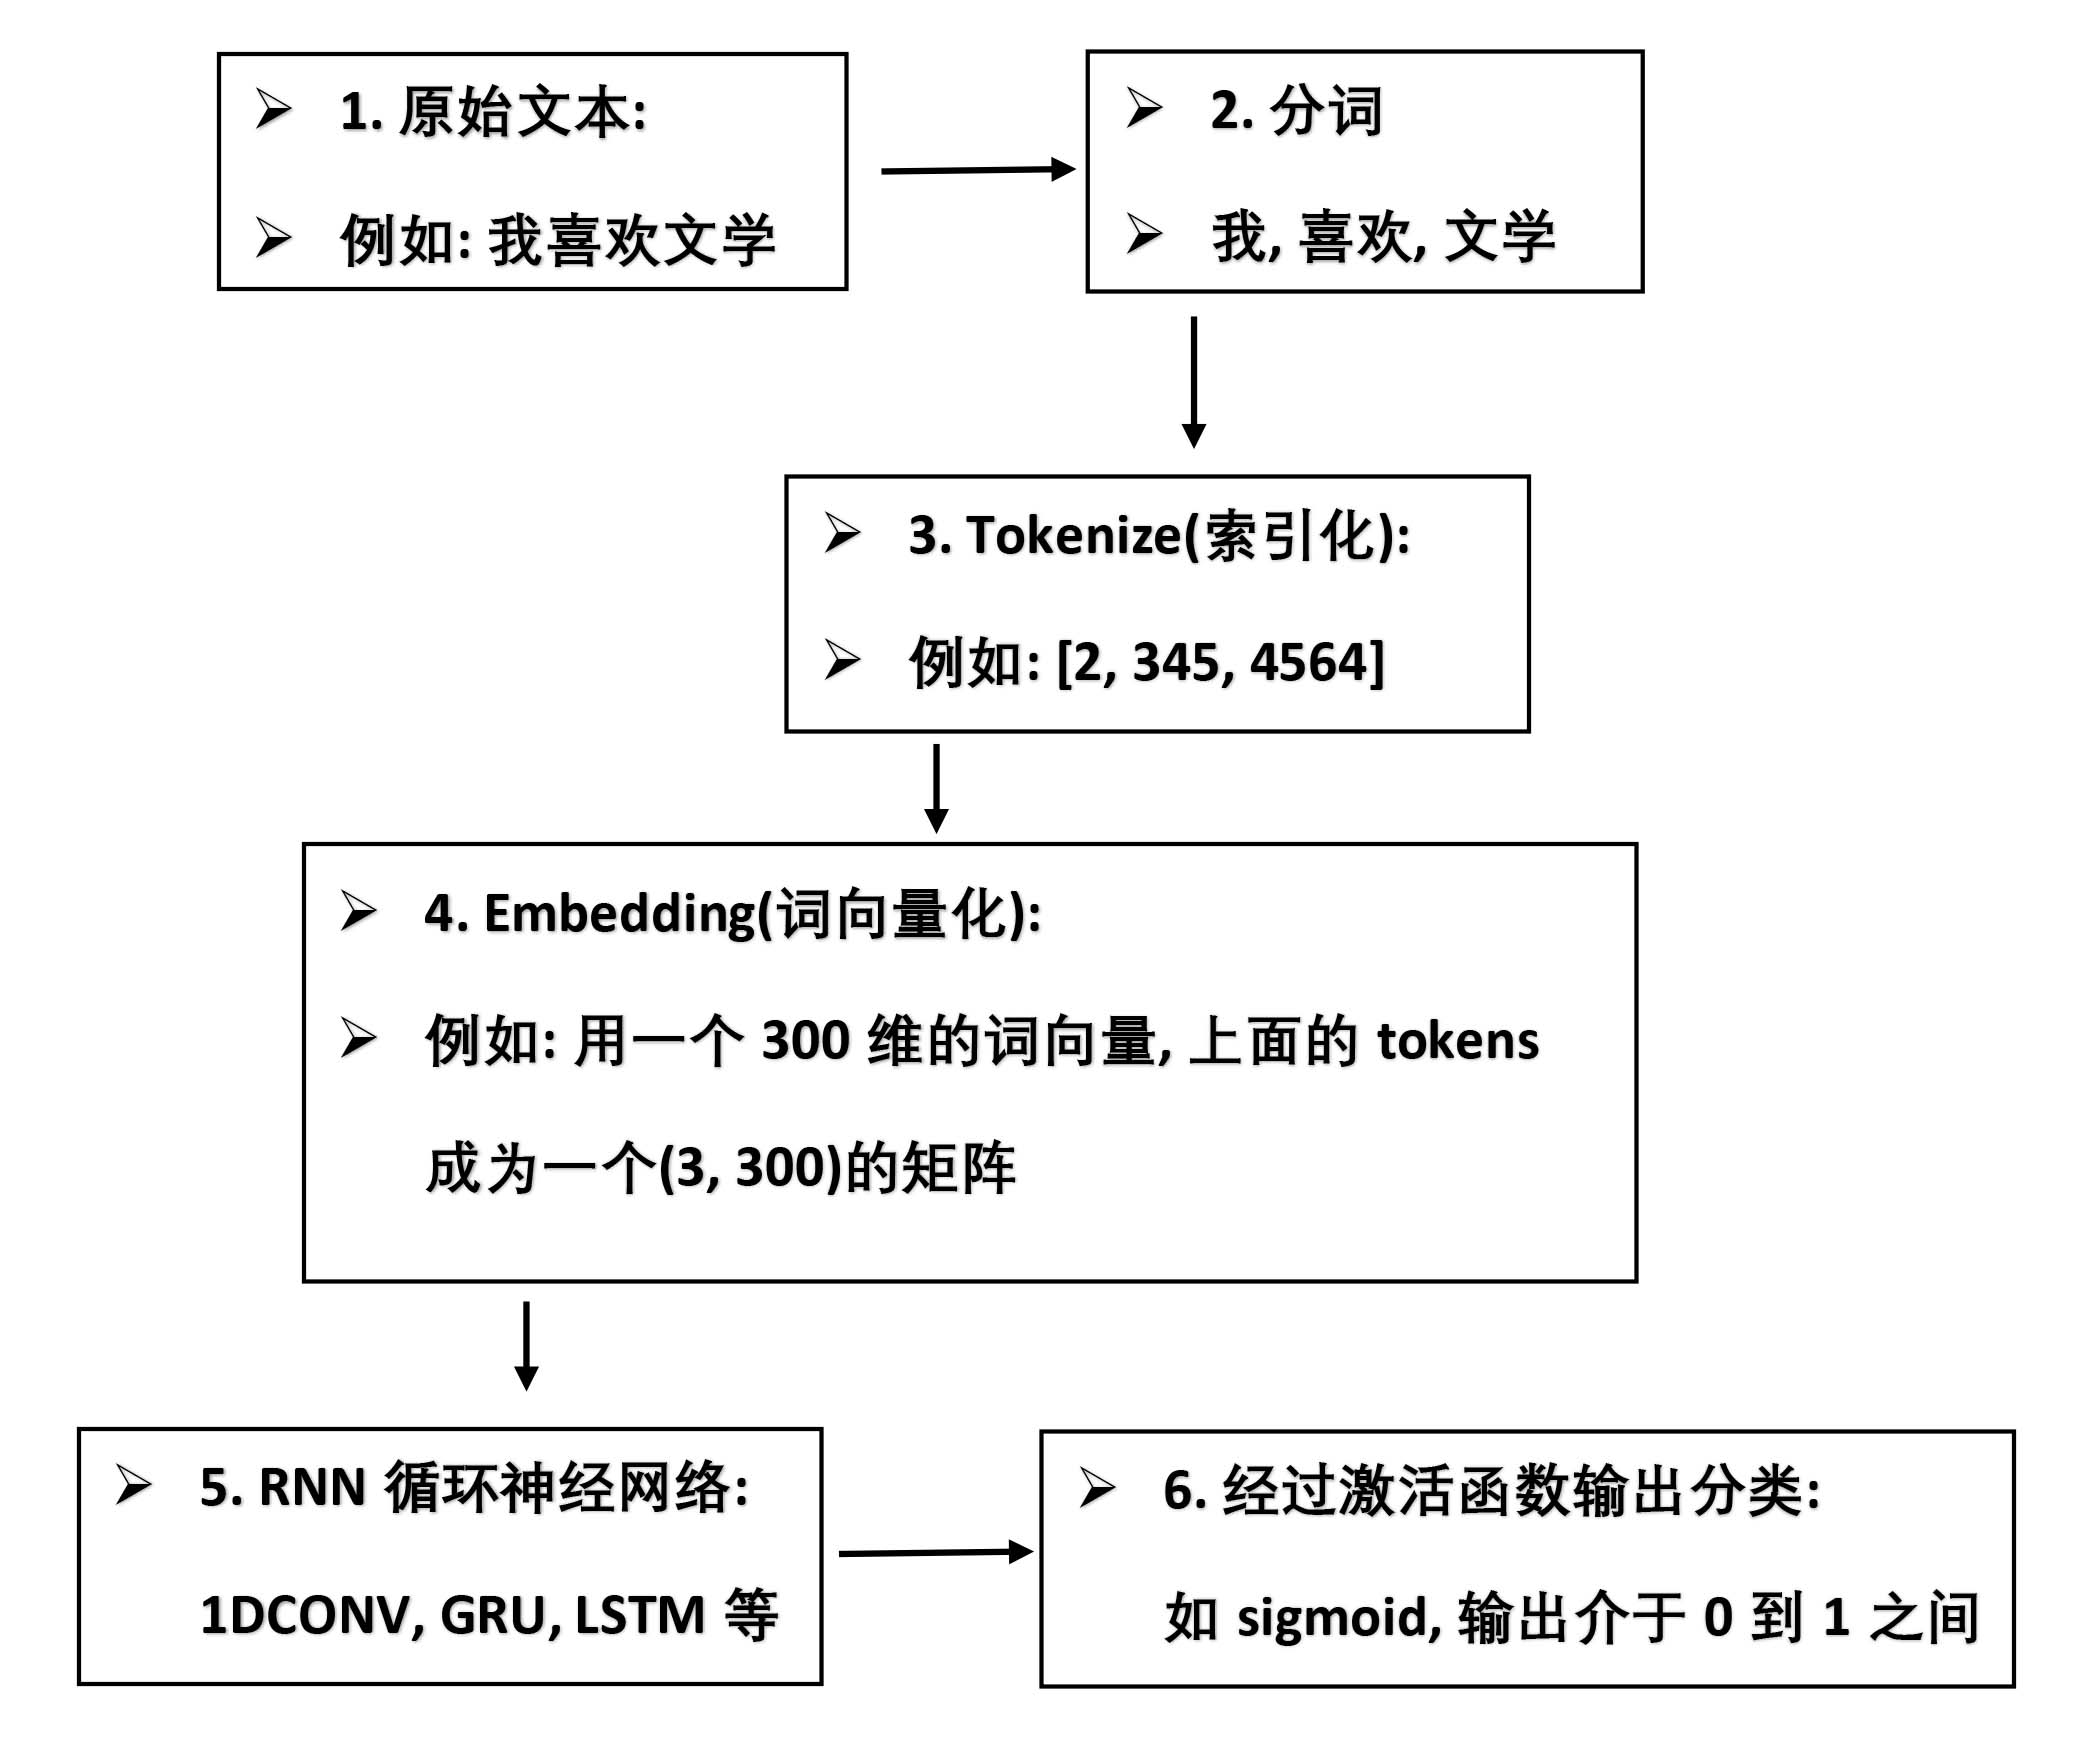 ➢ 1. 原始文本:
➢ 例如: 我喜欢文学
➢ 2. 分词
➢ 我, 喜欢, 文学
➢ 3. Tokenize(索引化):
➢ 例如: [2, 345, 4564]
➢ 4. Embedding(词向量化):
➢ 例如: 用一个 300 维的词向量, 上面的 tokens
成为一个(3, 300)的矩阵
➢ 5. RNN 循环神经网络:
1DCONV, GRU, LSTM 等
➢ 6. 经过激活函数输出分类:
如 sigmoid, 输出介于 0 到 1 之间